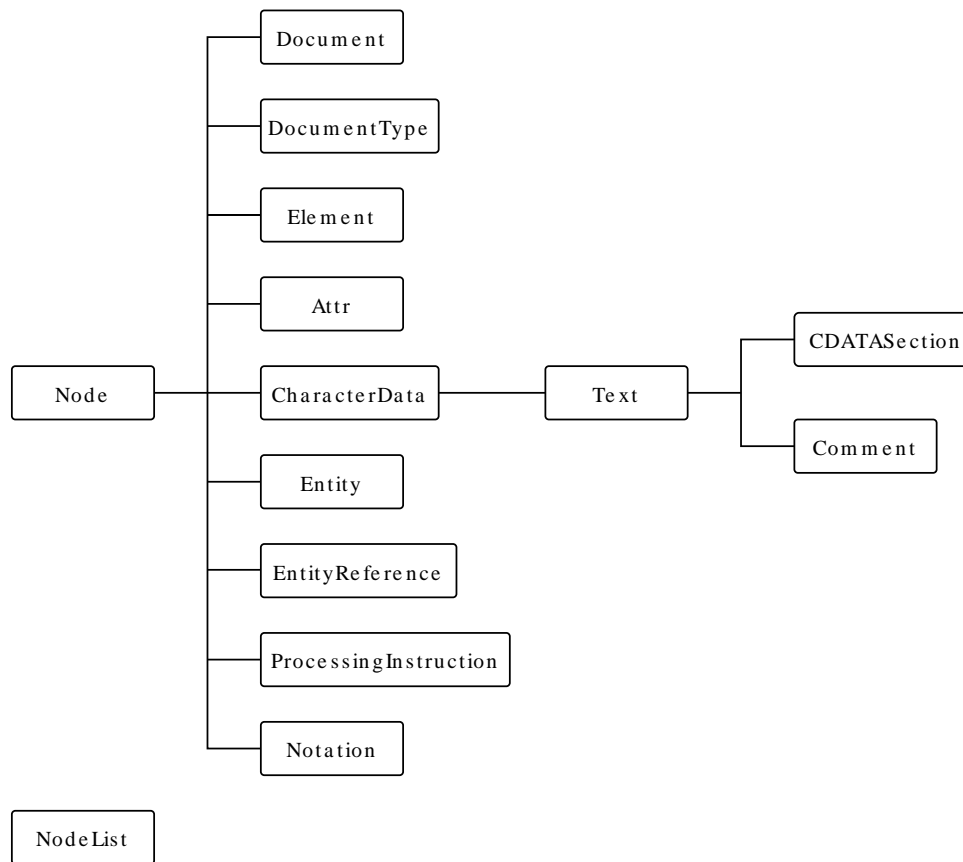 Document
DocumentType
Element
Attr
CDATASection
Node
CharacterData
Text
Comment
Entity
EntityReference
ProcessingInstruction
Notation
NodeList